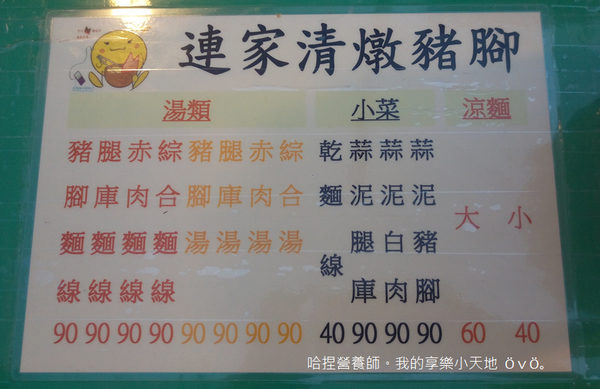 連家清燉豬腳
湯類
小菜
涼麵
豬腳麵線
腿庫麵線
赤肉麵線
綜合麵線
豬腳湯
腿庫湯
赤肉湯
綜合湯
乾麵線
蒜泥腿庫
蒜泥白肉
蒜泥豬腳
大
小
90 90 90 90 90 90 90 90 40 90 90 90 60 40
哈捏營養師。我的享樂小天地 övö。